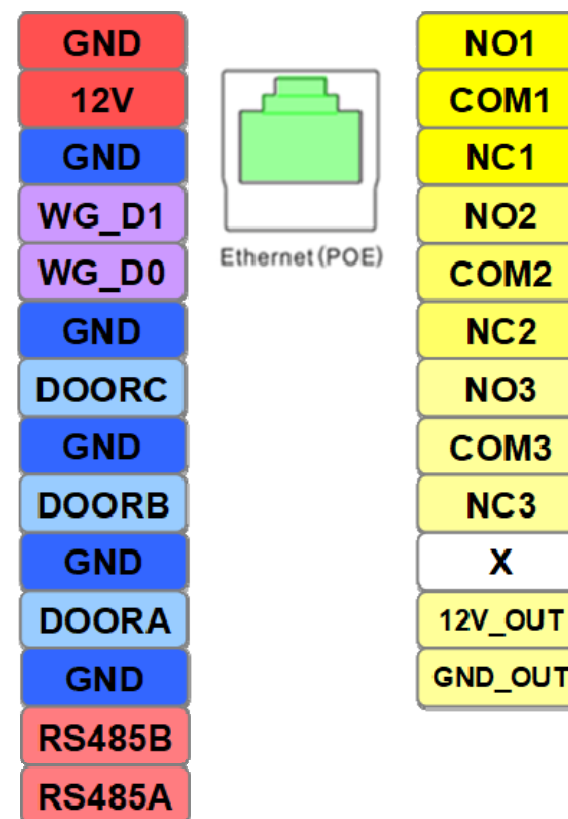 GND
12V
GND
WG_D1
WG_D0
GND
DOORC
GND
DOORB
GND
DOORA
GND
RS485B
RS485A
Ethernet(POE)
NO1
COM1
NC1
NO2
COM2
NC2
NO3
COM3
NC3
X
12V_OUT
GND_OUT